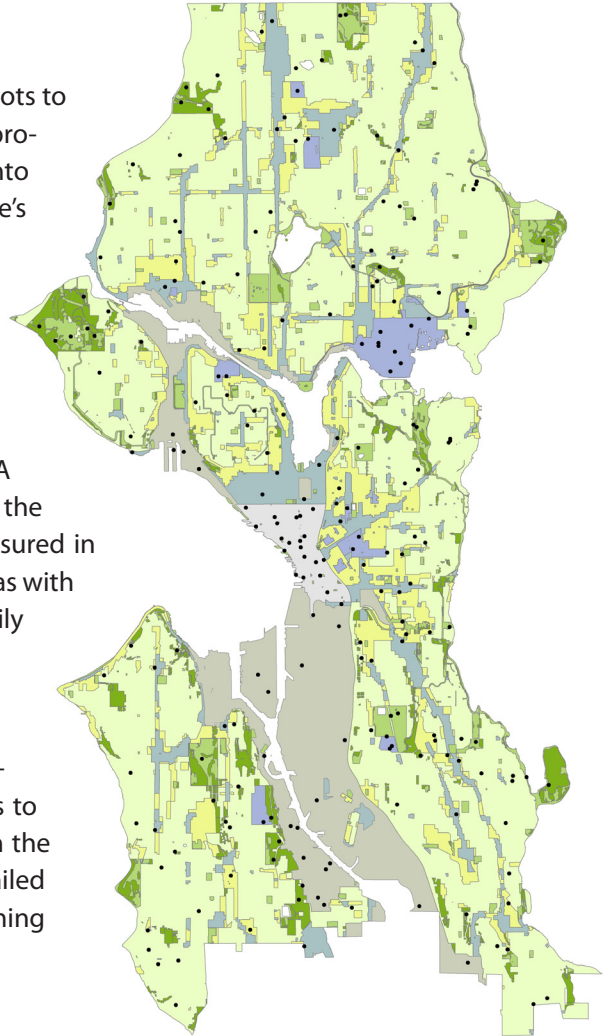 ots to
pro-
nto
e's
A
the
sured in
as with
ily
-
s to
n the
ailed
ning